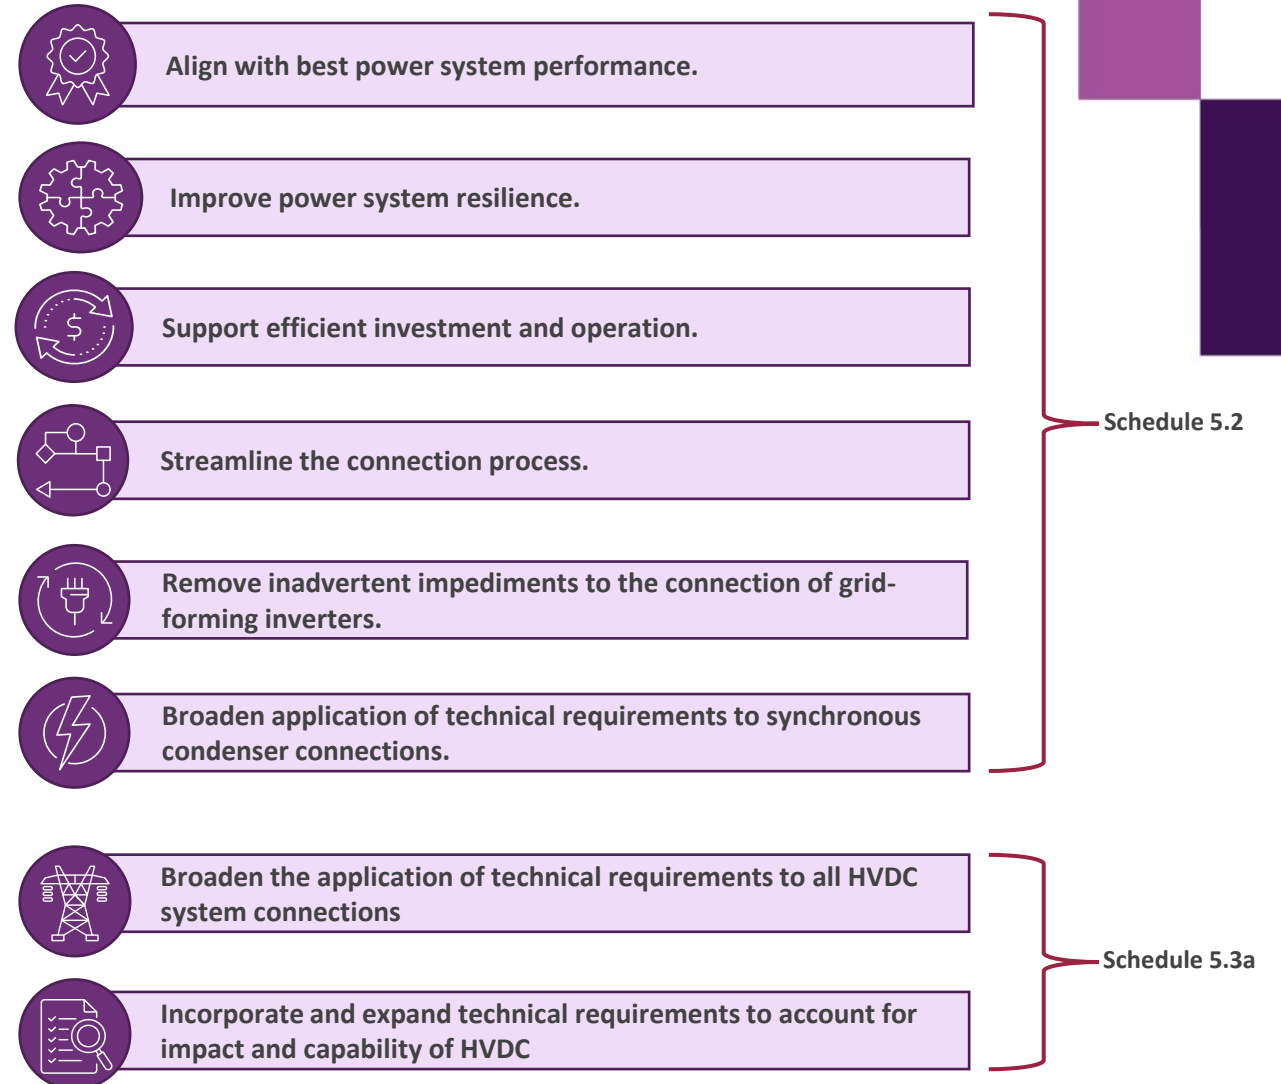 Align with best power system performance.
Improve power system resilience.
$
Support efficient investment and operation.
Schedule 5.2
Streamline the connection process.
Remove inadvertent impediments to the connection of grid-
forming inverters.
Broaden application of technical requirements to synchronous
condenser connections.
Broaden the application of technical requirements to all HVDC
system connections
Schedule 5.3a
Incorporate and expand technical requirements to account for
impact and capability of HVDC